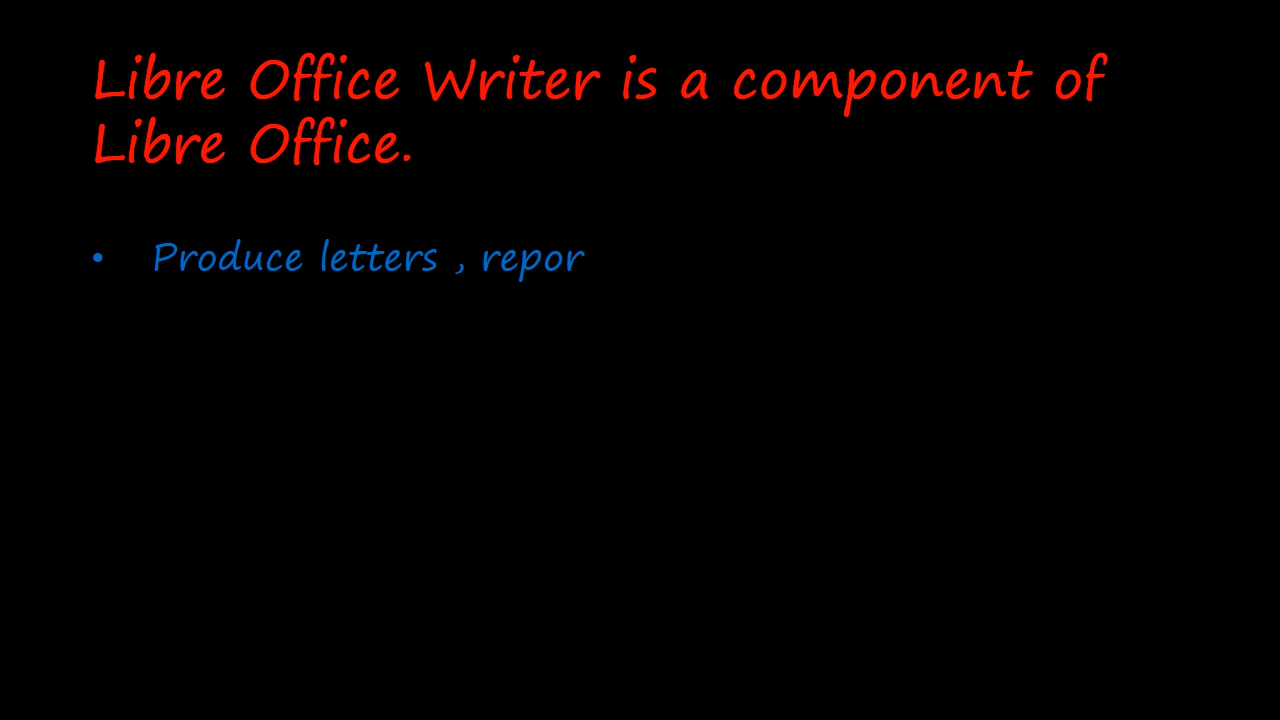 Libre Office Writer is a component of
Libre Office.
• Produce letters , repor